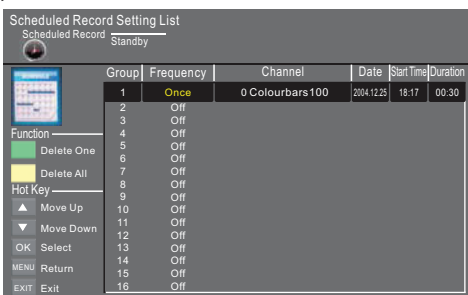 Scheduled Record Setting List
Scheduled Record
Standby
SCHEDULE
Group Frequency Channel Date Start Time Duration
1 Once 0 Colourbars100 2004.12.25 18:17 00:30
2 Off
3 Off
4 Off
5 Off
6 Off
7 Off
8 Off
9 Off
10 Off
11 Off
12 Off
13 Off
14 Off
15 Off
16 Off
Function
Delete One
Delete All
Hot Key
Move Up
Move Down
OK Select
MENU Return
EXIT Exit